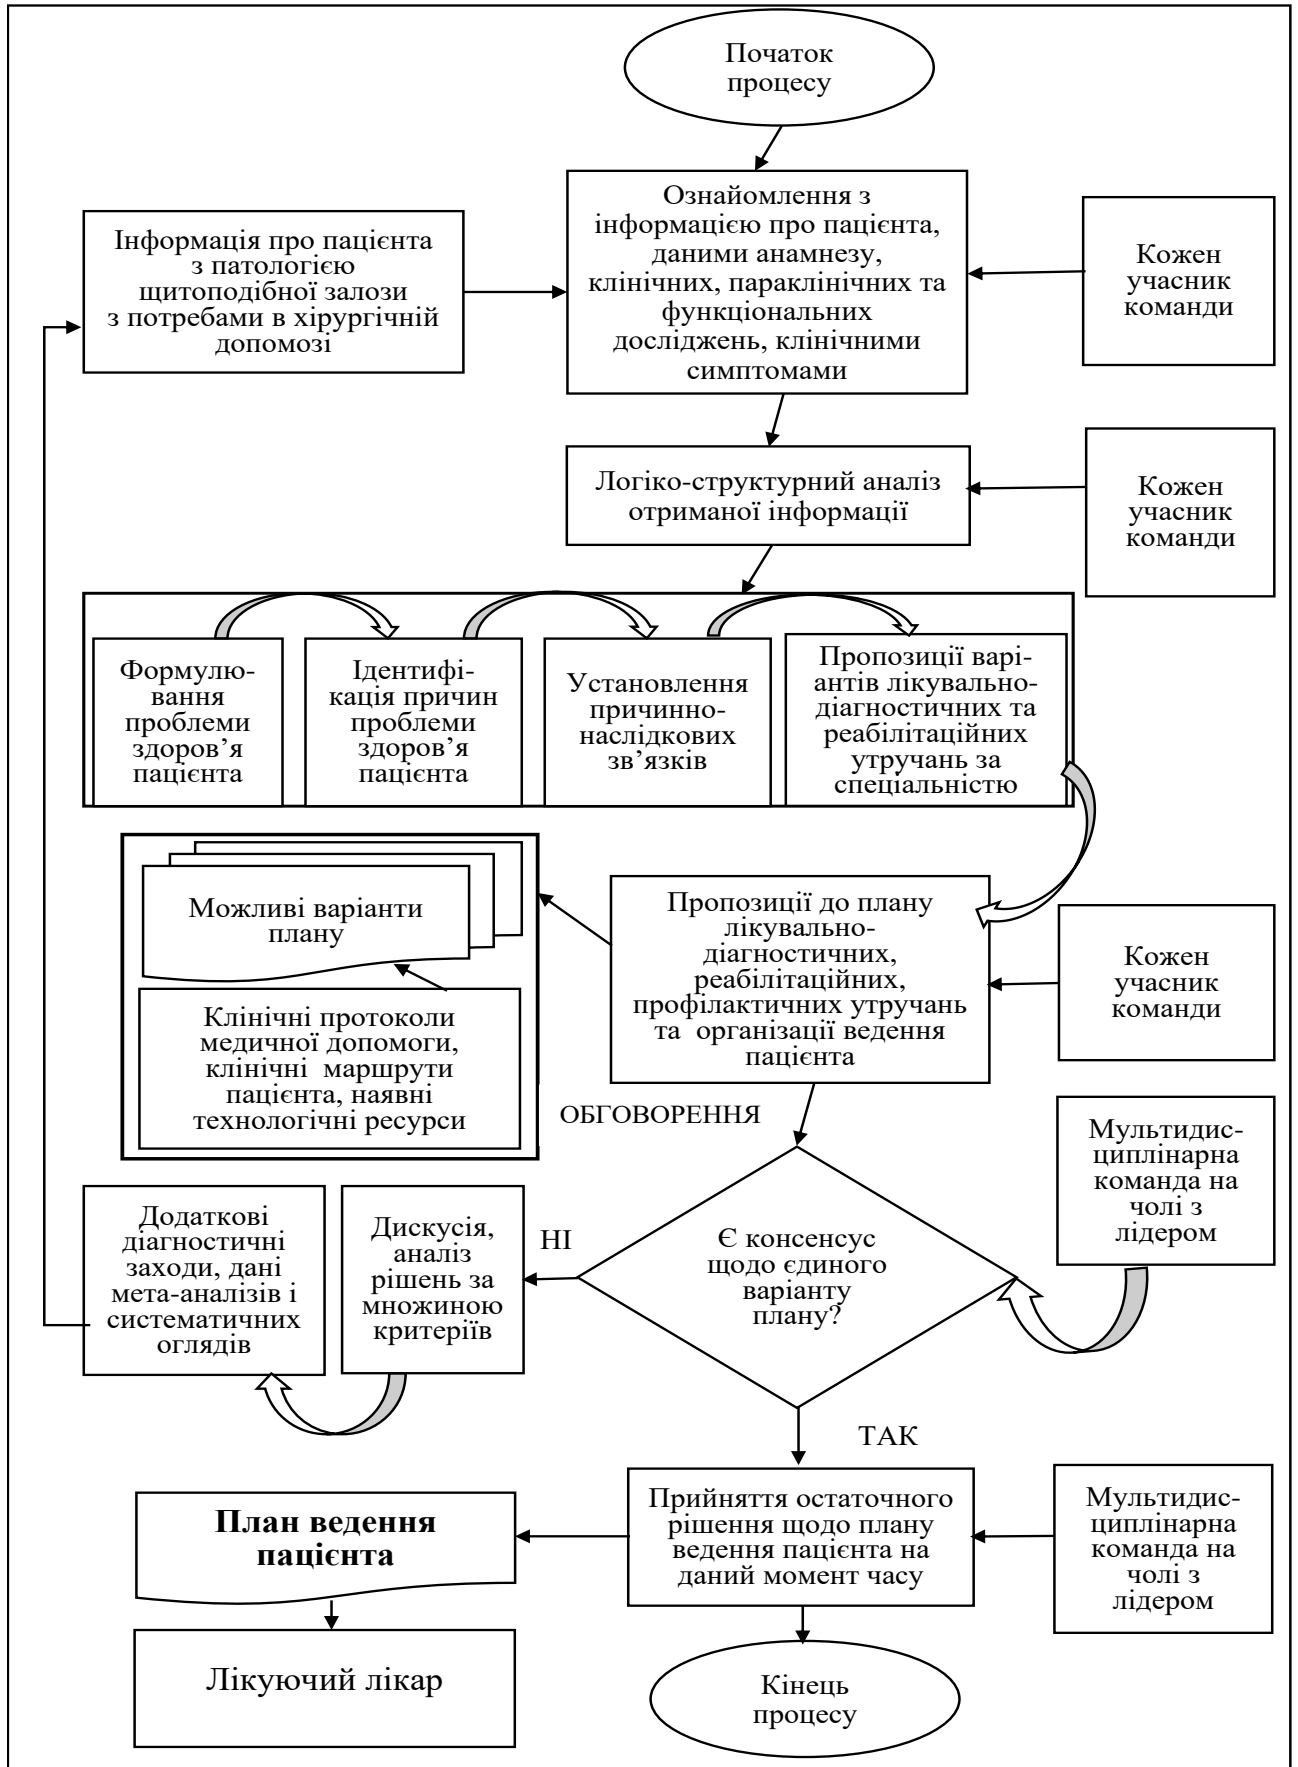 Початок
процесу
Ознайомлення з
інформацією про пацієнта,
даними анамнезу,
клінічних, параклінічних та
функціональних
досліджень, клінічними
симптомами
Інформація про пацієнта
з патологією
щитоподібної залози
з потребами в хірургічній
допомозі
Кожен
учасник
команди
Логіко-структурний аналіз
отриманої інформації
Кожен
учасник
команди
Формулю-
вання
проблеми
здоров’я
пацієнта
Ідентифі-
кація причин
проблеми
здоров’я
пацієнта
Установлення
причинно-
наслідкових
зв’язків
Пропозиції варі-
антів лікувально-
діагностичних та
реабілітаційних
утручань за
спеціальністю
Можливі варіанти
плану
Клінічні протоколи
медичної допомоги,
клінічні маршрути
пацієнта, наявні
технологічні ресурси
Пропозиції до плану
лікувально-
діагностичних,
реабілітаційних,
профілактичних утручань
та організації ведення
пацієнта
Кожен
учасник
команди
ОБГОВОРЕННЯ
Мультидис-
циплінарна
команда на
чолі з
лідером
Є консенсус
щодо єдиного
варіанту
плану?
НІ
Дискусія,
аналіз
рішень за
множиною
критеріїв
Додаткові
діагностичні
заходи, дані
мета-аналізів і
систематичних
оглядів
ТАК
Прийняття остаточного
рішення щодо плану
ведення пацієнта на
даний момент часу
Мультидис-
циплінарна
команда на
чолі з
лідером
План ведення
пацієнта
Лікуючий лікар
Кінець
процесу